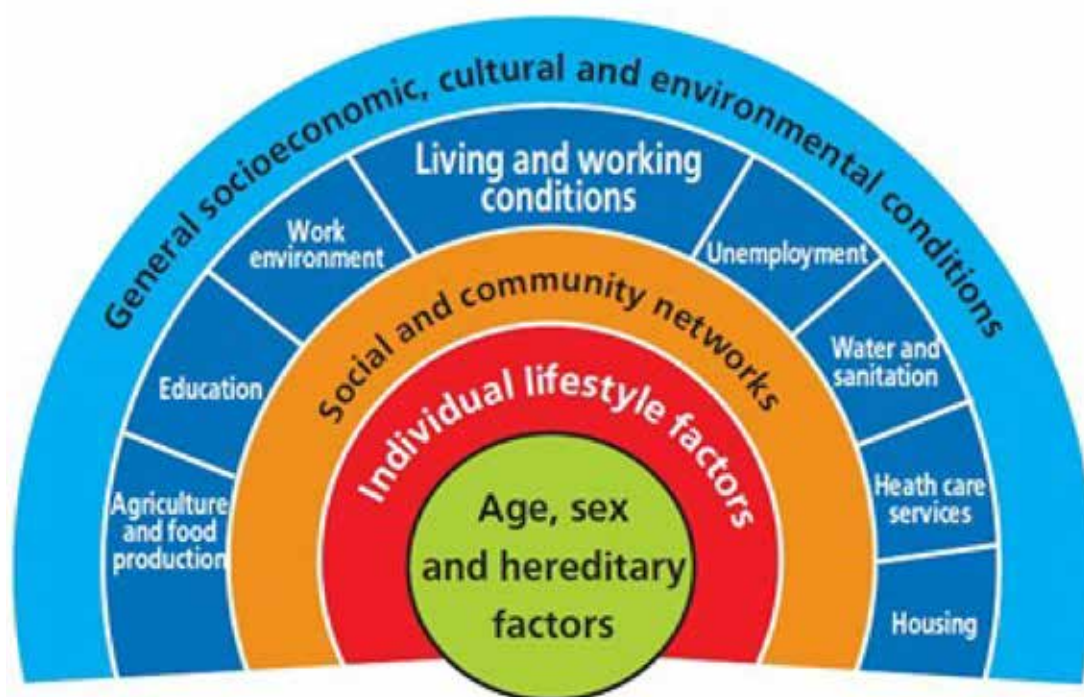 General socioeconomic, cultural and environmental conditions
Living and working
conditions
Work
environment
Unemployment
Education
Water and
sanitation
Agriculture
and food
production
Heath care
services
Housing
Social and community networks
Individual lifestyle factors
Age, sex
and hereditary
factors